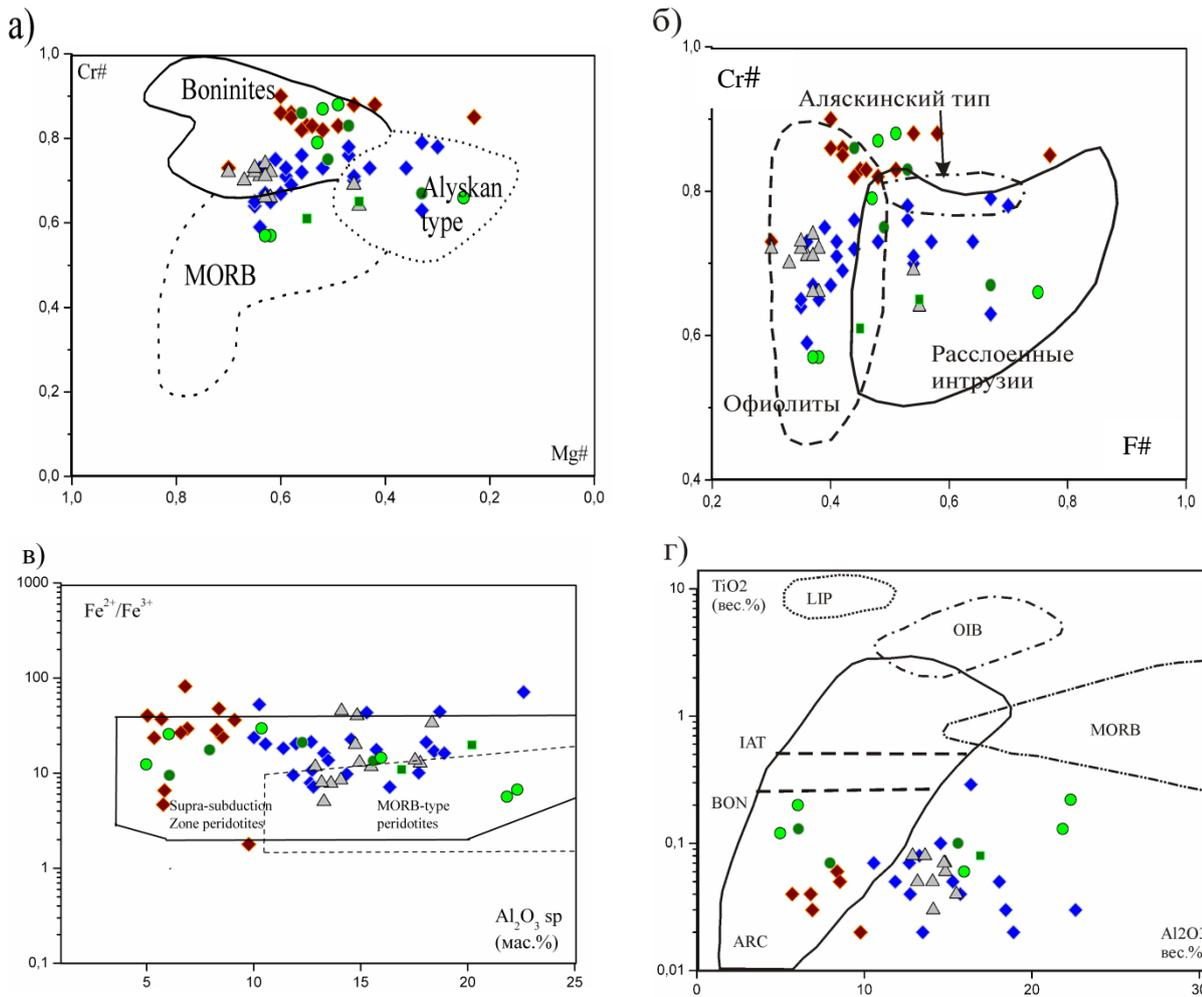 а)
1,0
Cr#
Boninites
0,8
Alyskan
type
0,6
MORB
0,4
0,2
Mg#
0,0
1,0
0,8
0,6
0,4
0,2
0,0
б)
1,0
Cr#
Аляскинский тип
0,8
0,6
Расслоенные
интрузии
Офиолиты
F#
0,4
0,2
0,4
0,6
0,8
1,0
в)
1000
Fe2+/Fe3+
100
10
Supra-subduction
Zone peridotites
MORB-type
peridotites
1
Al2O3 sp
(мас.%)
0,1
5
10
15
20
25
г)
10
TiO2
(вес.%)
LIP
OIB
1
MORB
IAT
BON
0,1
ARC
Al2O3
вес.%)
0,01
0
10
20
30